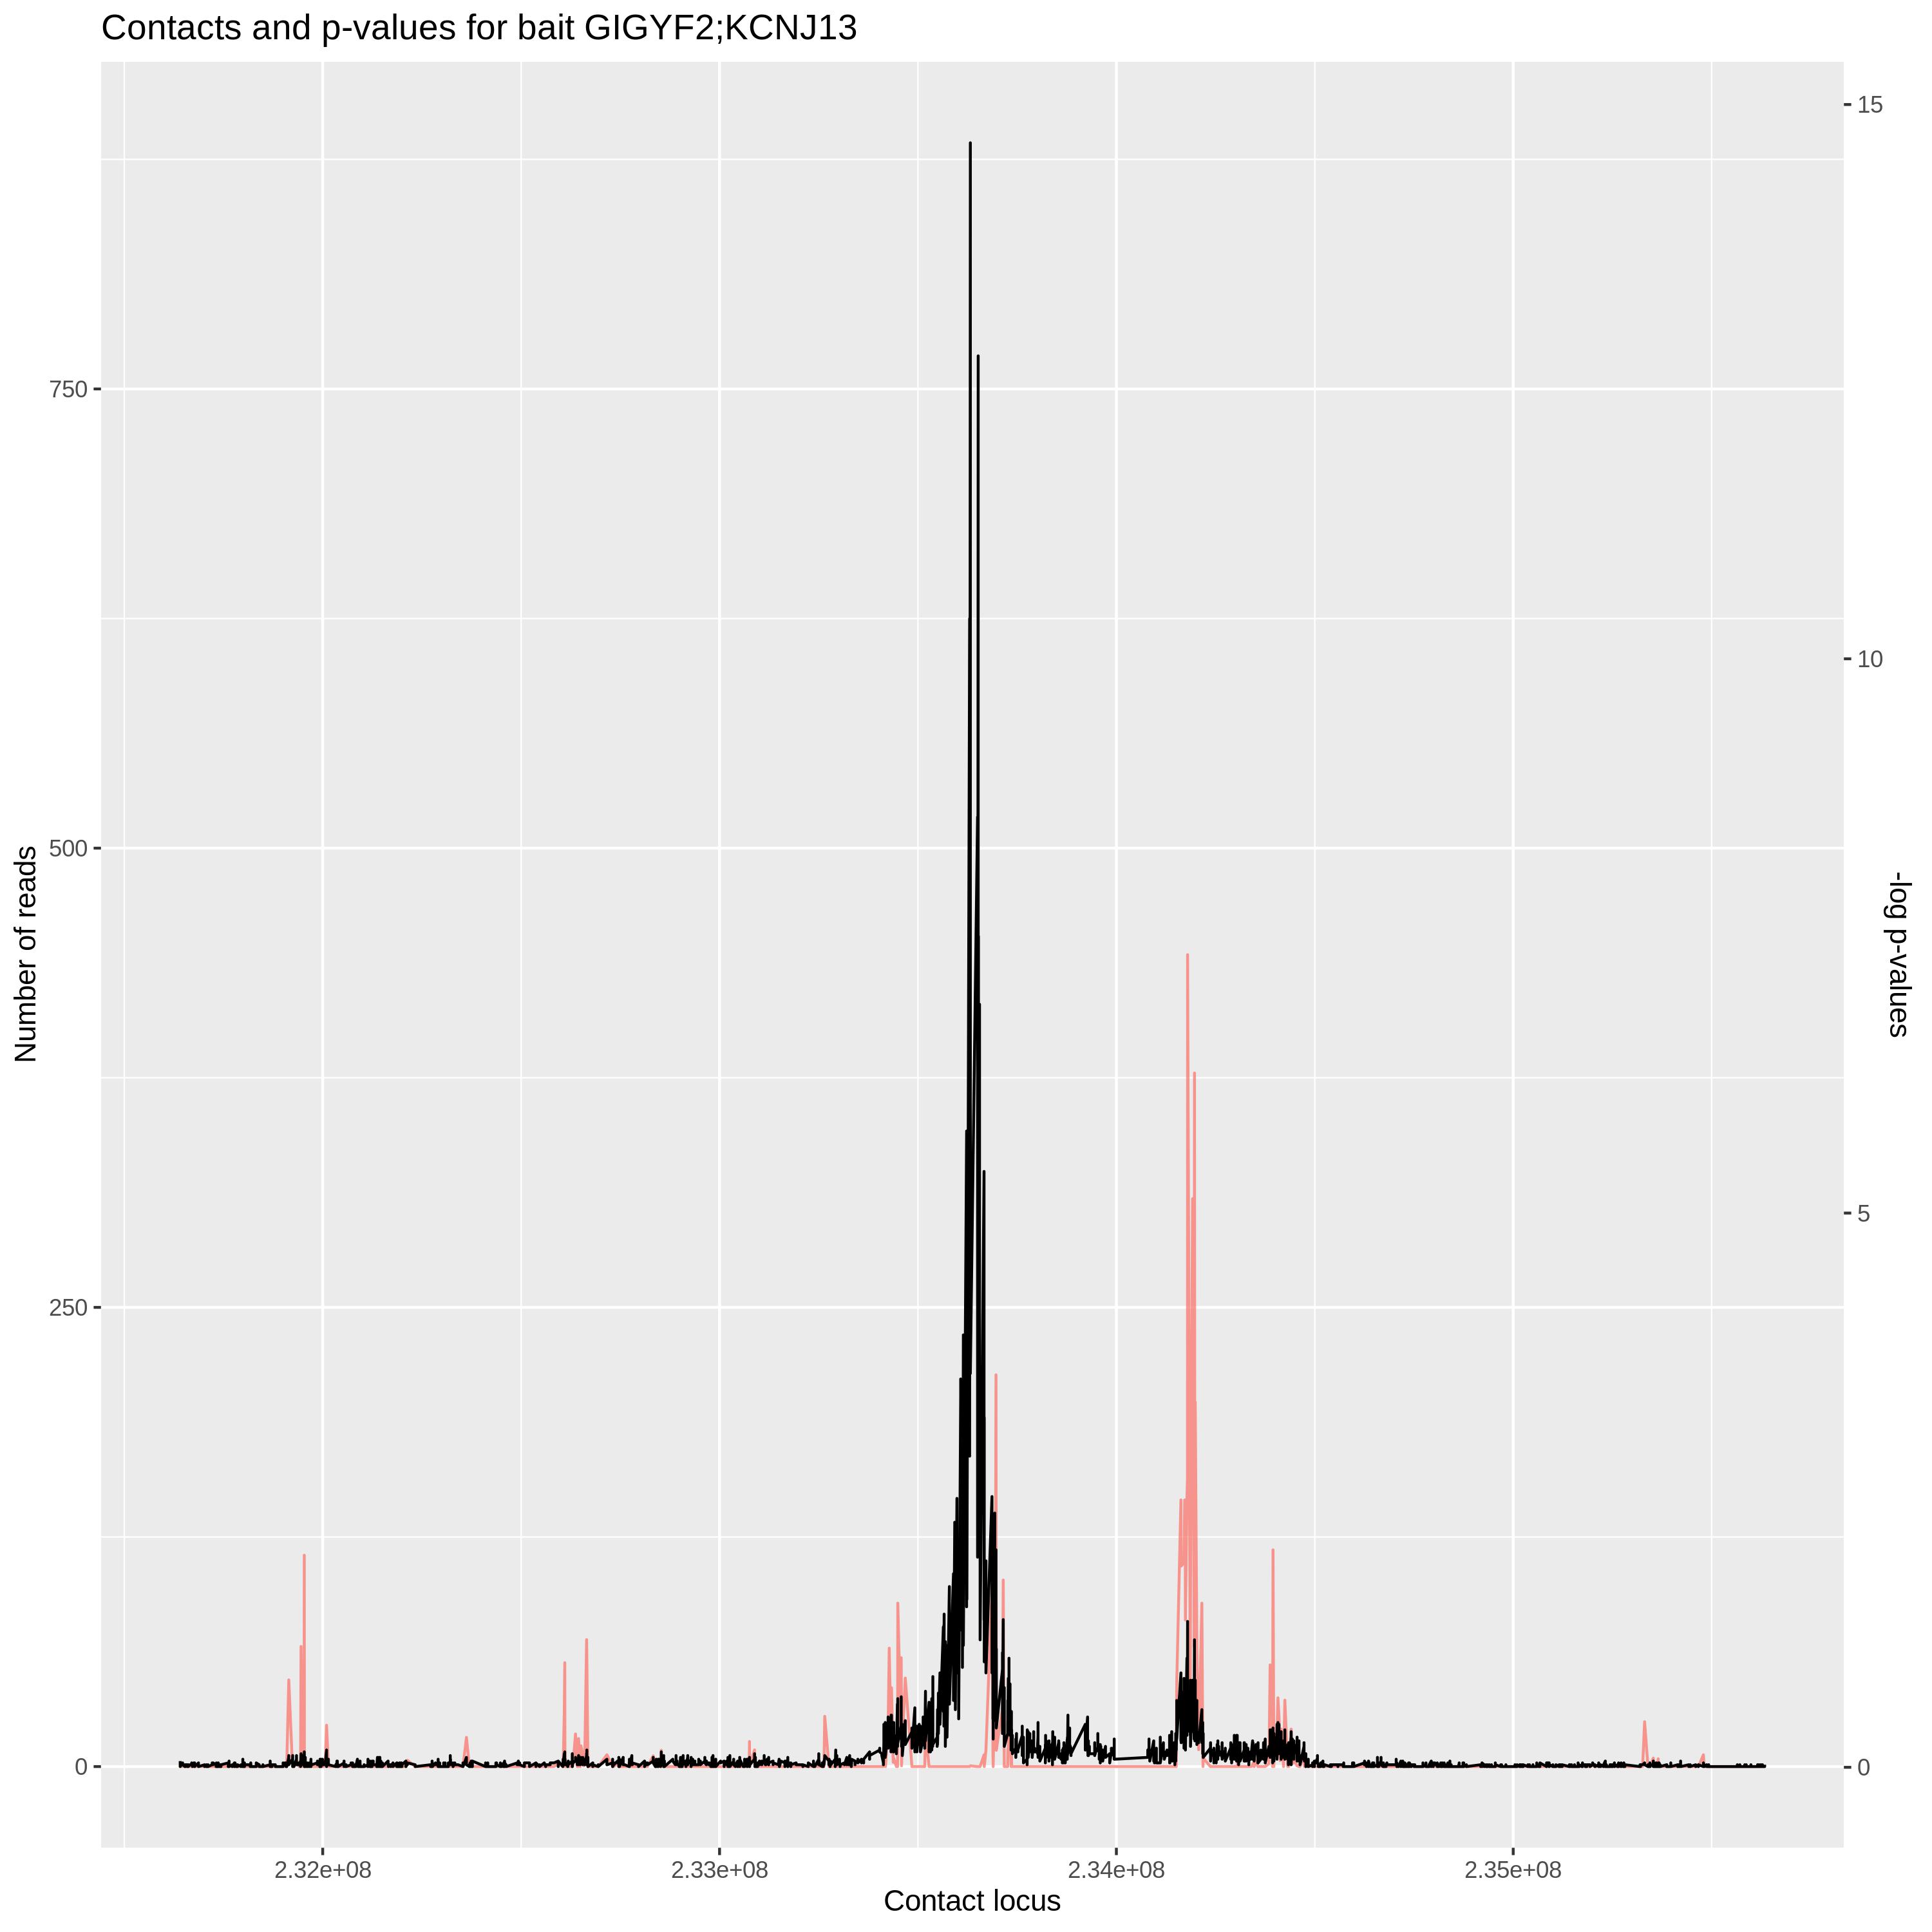 Contacts and p-values for bait GIGYF2;KCNJ13
15
750
10
500
Number of reads
-log p-values
5
250
0
0
2.32e+08
2.33e+08
2.34e+08
2.35e+08
Contact locus